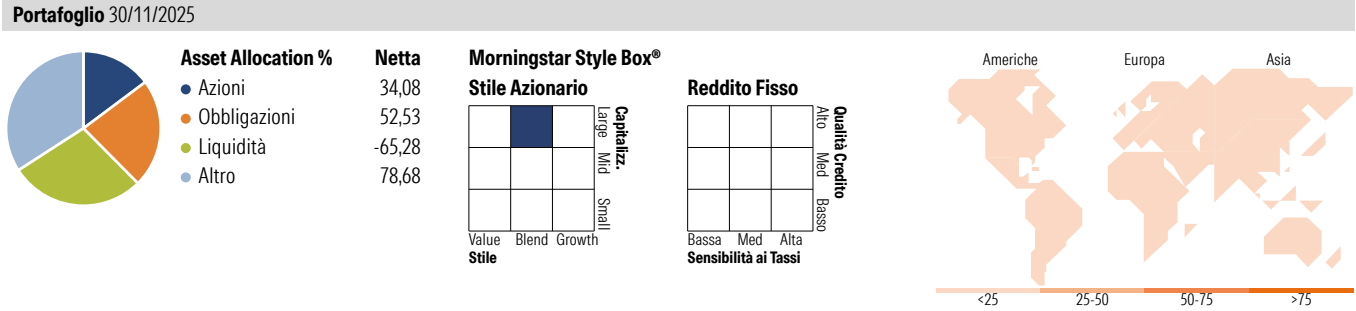 Portafoglio 30/11/2025
Asset Allocation % Netta
Azioni 34,08
Obbligazioni 52,53
Liquidità -65,28
Altro 78,68
Morningstar Style Box®
Stile Azionario
Large Mid Small
Capitalizz.
Value Blend Growth
Stile
Reddito Fisso
Alto Med Basso
Qualità Credito
Bassa Med Alta
Sensibilità ai Tassi
Americhe Europa Asia
<25 25-50 50-75 >75